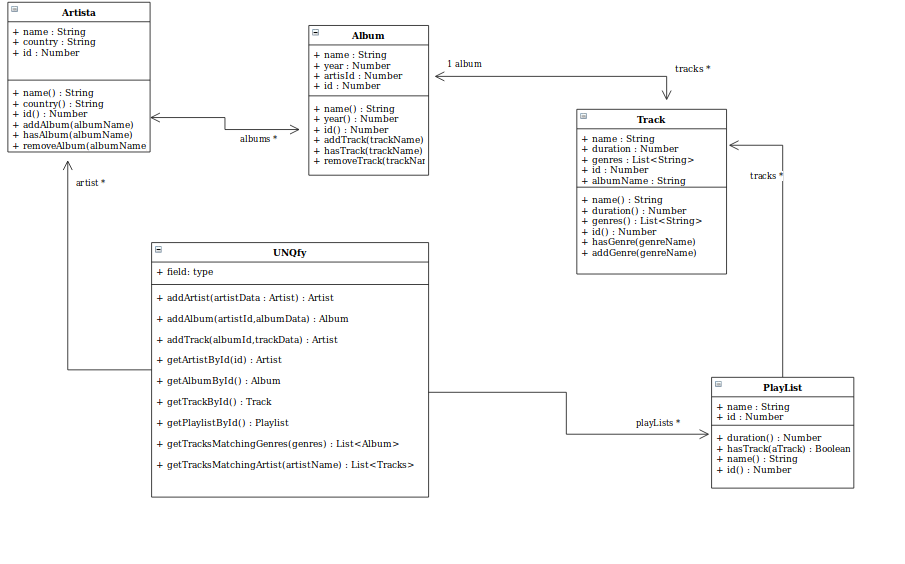 Artista
+ name : String
+ country : String
+ id : Number
+ name() : String
+ country() : String
+ id() : Number
+ addAlbum(albumName)
+ hasAlbum(albumName)
+ removeAlbum(albumName
albums *
artist *
Album
+ name : String
+ year : Number
+ artisId : Number
+ id : Number
+ name() : String
+ year() : Number
+ id() : Number
+ addTrack(trackName)
+ hasTrack(trackName)
+ removeTrack(trackNar
1 album
tracks *
Track
+ name : String
+ duration : Number
+ genres : List<String>
+ id : Number
+ albumName : String
+ name() : String
+ duration() : Number
+ genres() : List<String>
+ id() : Number
+ hasGenre(genreName)
+ addGenre(genreName)
tracks *
UNQfy
+ field: type
+ addArtist(artistData : Artist) : Artist
+ addAlbum(artistId,albumData) : Album
+ addTrack(albumId,trackData) : Artist
+ getArtistById(id) : Artist
+ getAlbumById() : Album
+ getTrackById() : Track
+ getPlaylistById() : Playlist
+ getTracksMatchingGenres(genres) : List<Album>
+ getTracksMatchingArtist(artistName) : List<Tracks>
playLists *
PlayList
+ name : String
+ id : Number
+ duration() : Number
+ hasTrack(aTrack) : Boolean
+ name() : String
+ id() : Number